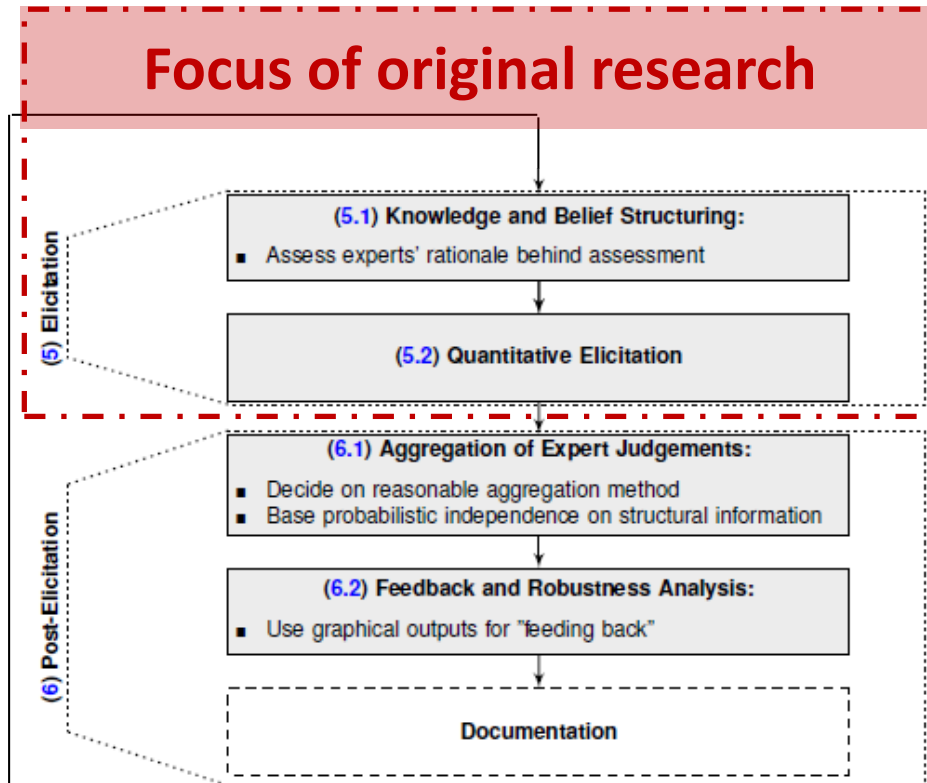 Focus of original research
(5) Elicitation
(5.1) Knowledge and Belief Structuring:
■ Assess experts' rationale behind assessment
(5.2) Quantitative Elicitation
(6) Post-Elicitation
(6.1) Aggregation of Expert Judgements:
■ Decide on reasonable aggregation method
■ Base probabilistic independence on structural information
(6.2) Feedback and Robustness Analysis:
■ Use graphical outputs for ”feeding back”
Documentation